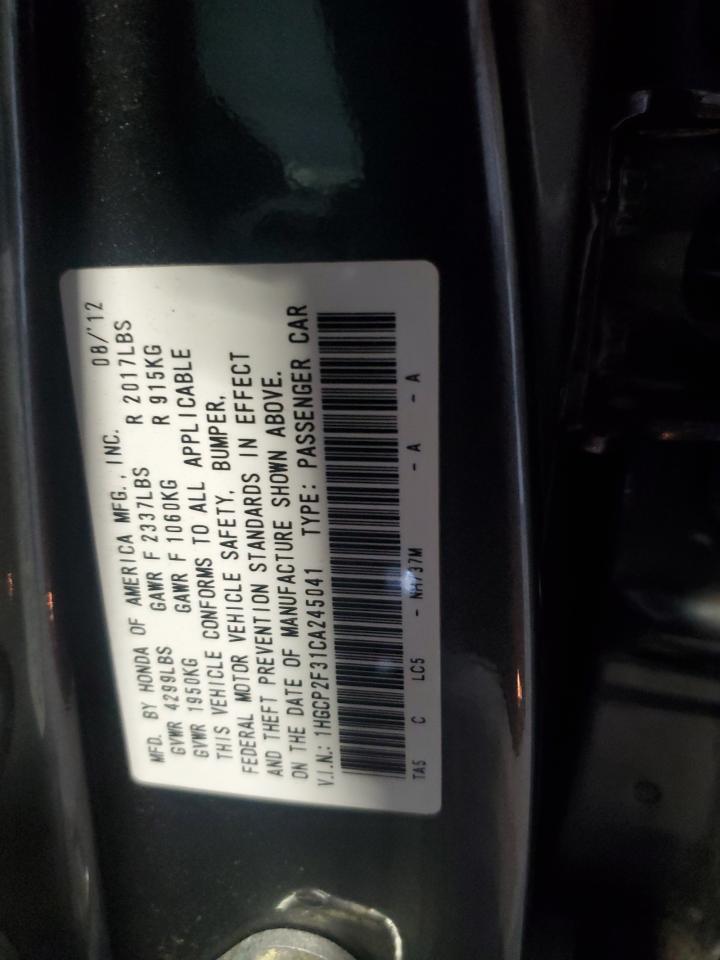 MFD. BY HONDA OF AMERICA MFG., INC. 08/'12
GVWR 4299LBS GAWR F 2337LBS R 2017LBS
GVWR 1950KG GAWR F 1060KG R 915KG
THIS VEHICLE CONFORMS TO ALL APPLICABLE
FEDERAL MOTOR VEHICLE SAFETY, BUMPER,
AND THEFT PREVENTION STANDARDS IN EFFECT
ON THE DATE OF MANUFACTURE SHOWN ABOVE.
V.I.N.: 1HGCP2F31CA245041 TYPE: PASSENGER CAR
TA5 C LC5 - NH737M - A - A